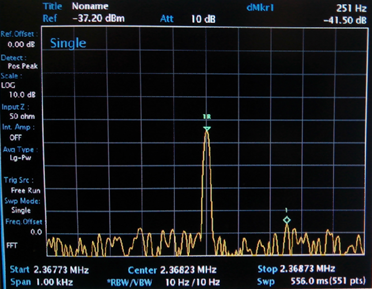 Title Noname dMkr1 251 Hz
Ref −37.20 dBm Att 10 dB −41.50 dB
Ref.Offset :
0.00 dB
Detect :
Pos Peak
Scale :
LOG
10.0 dB
Input Z :
50 ohm
Int. Amp :
OFF
Avg Type :
Lg-Pw
Trig Src :
Free Run
Swp Mode:
Single
Freq. Offset
0.0
FFT
Single
1R
1
Start 2.36773 MHz Center 2.36823 MHz Stop 2.36873 MHz
Span 1.00 kHz *RBW/VBW 10 Hz /10 Hz Swp 556.0 ms(551 pts)